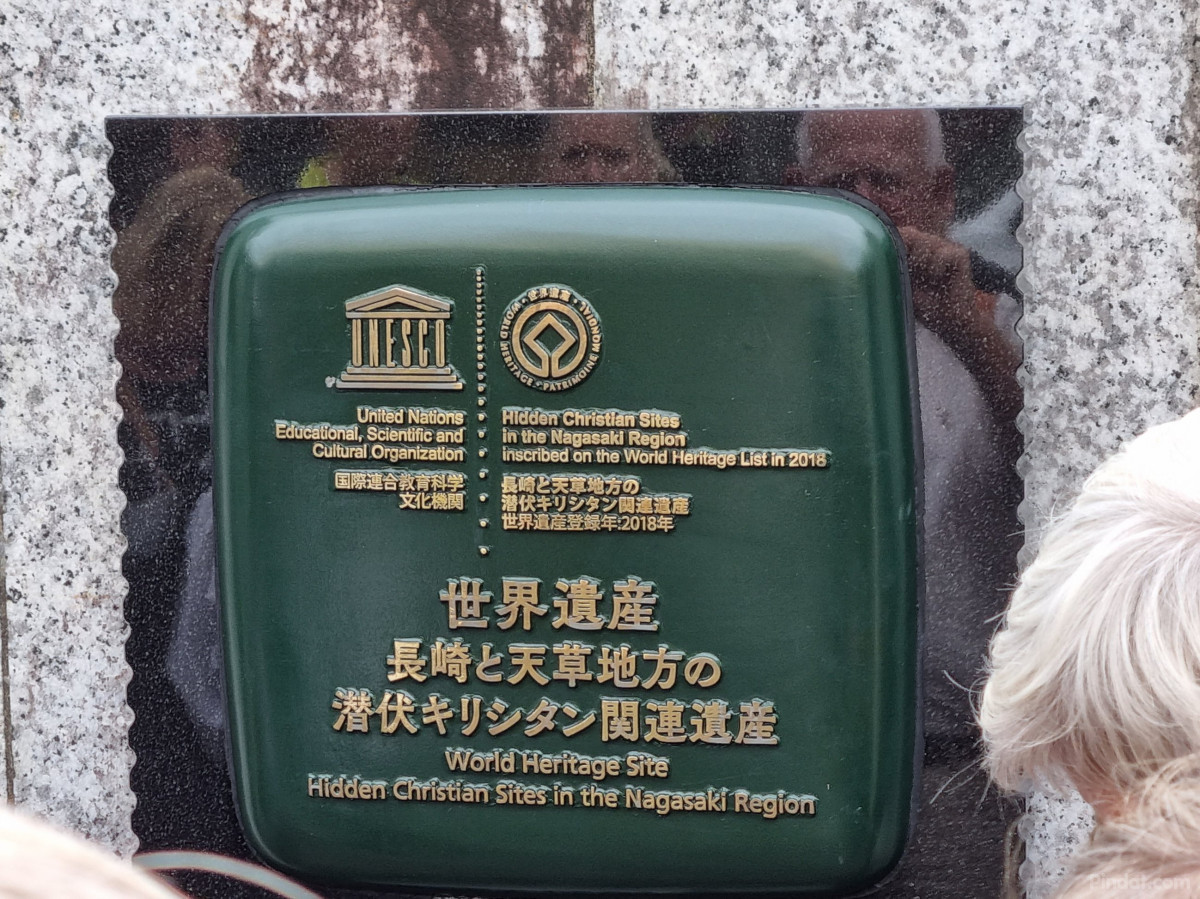 UNESCO
United Nations
Educational, Scientific and
Cultural Organization
国際連合教育科学
文化機関
・世界遺産・
WORLD HERITAGE • PATRIMOINE MONDIAL
Hidden Christian Sites
in the Nagasaki Region
inscribed on the World Heritage List in 2018
長崎と天草地方の
潜伏キリシタン関連遺産
世界遺産登録年:2018年
世界遺産
長崎と天草地方の
潜伏キリシタン関連遺産
World Heritage Site
Hidden Christian Sites in the Nagasaki Region
Pindat.com